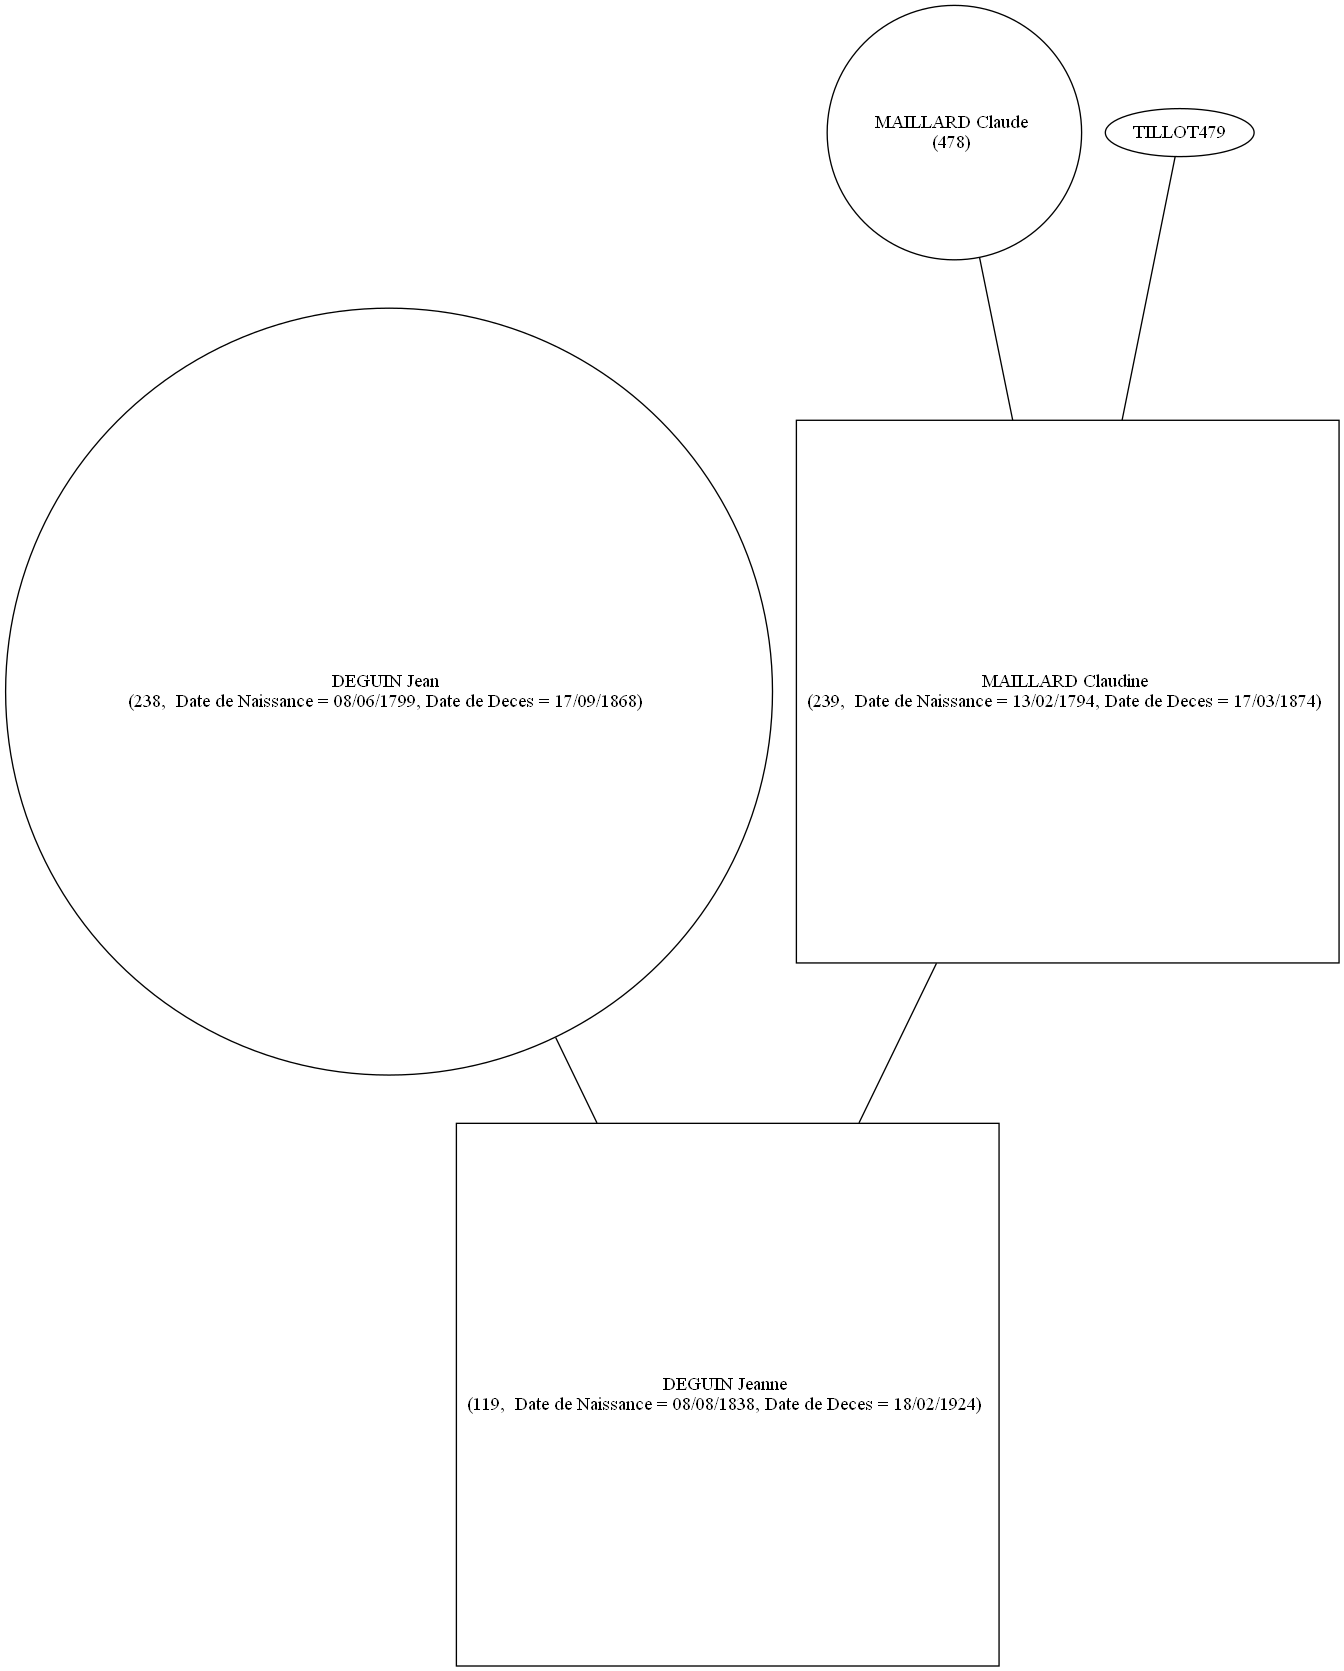 MAILLARD Claude
(478)
TILLOT479
DEGUIN Jean
(238,  Date de Naissance = 08/06/1799, Date de Deces = 17/09/1868)
MAILLARD Claudine
(239,  Date de Naissance = 13/02/1794, Date de Deces = 17/03/1874)
DEGUIN Jeanne
(119,  Date de Naissance = 08/08/1838, Date de Deces = 18/02/1924)